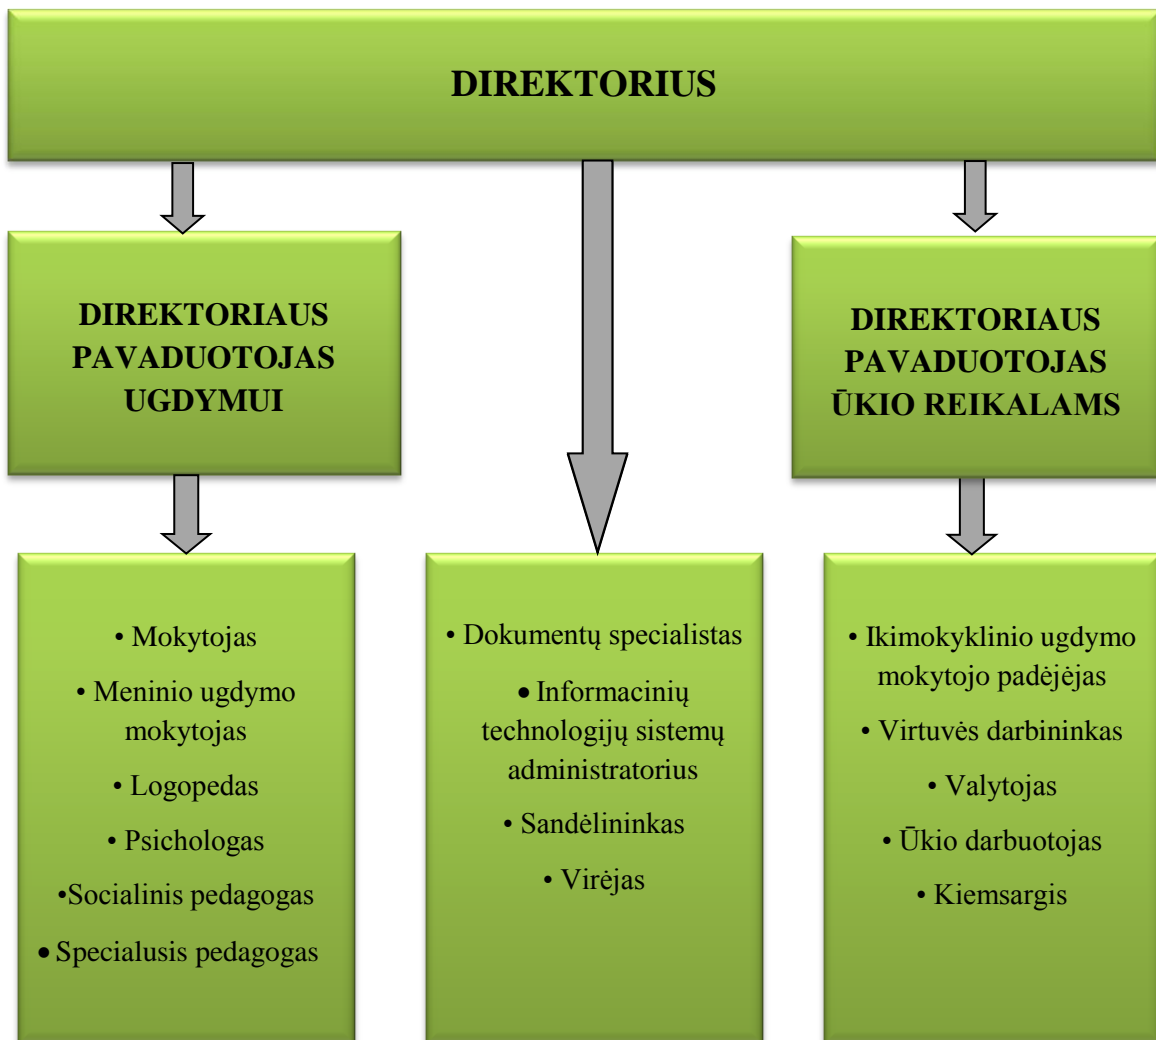 DIREKTORIUS
DIREKTORIAUS
PAVADUOTOJAS
UGDYMUI
DIREKTORIAUS
PAVADUOTOJAS
ŪKIO REIKALAMS
• Mokytojas
• Meninio ugdymo
mokytojas
• Logopedas
• Psichologas
•Socialinis pedagogas
• Specialusis pedagogas
• Dokumentų specialistas
• Informacinių
technologijų sistemų
administratorius
• Sandėlininkas
• Virėjas
• Ikimokyklinio ugdymo
mokytojo padėjėjas
• Virtuvės darbininkas
• Valytojas
• Ūkio darbuotojas
• Kiemsargis